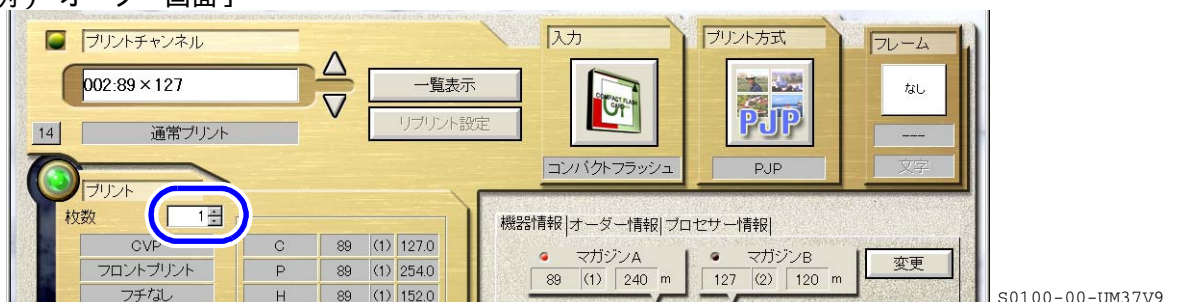 プリントチャンネル
002:89×127
14
通常プリント
一覧表示
リプリント設定
入力
COMPACT FLASH
CARD
コンパクトフラッシュ
プリント方式
PJP
PJP
フレーム
なし
---
文字
プリント
枚数 1
CVP C 89 (1) 127.0
フロントプリント P 89 (1) 254.0
フチなし H 89 (1) 152.0
機器情報 オーダー情報 プロセサー情報
マガジンA
89 (1) 240 m
マガジンB
127 (2) 120 m
変更
S0100-00-UM37V9